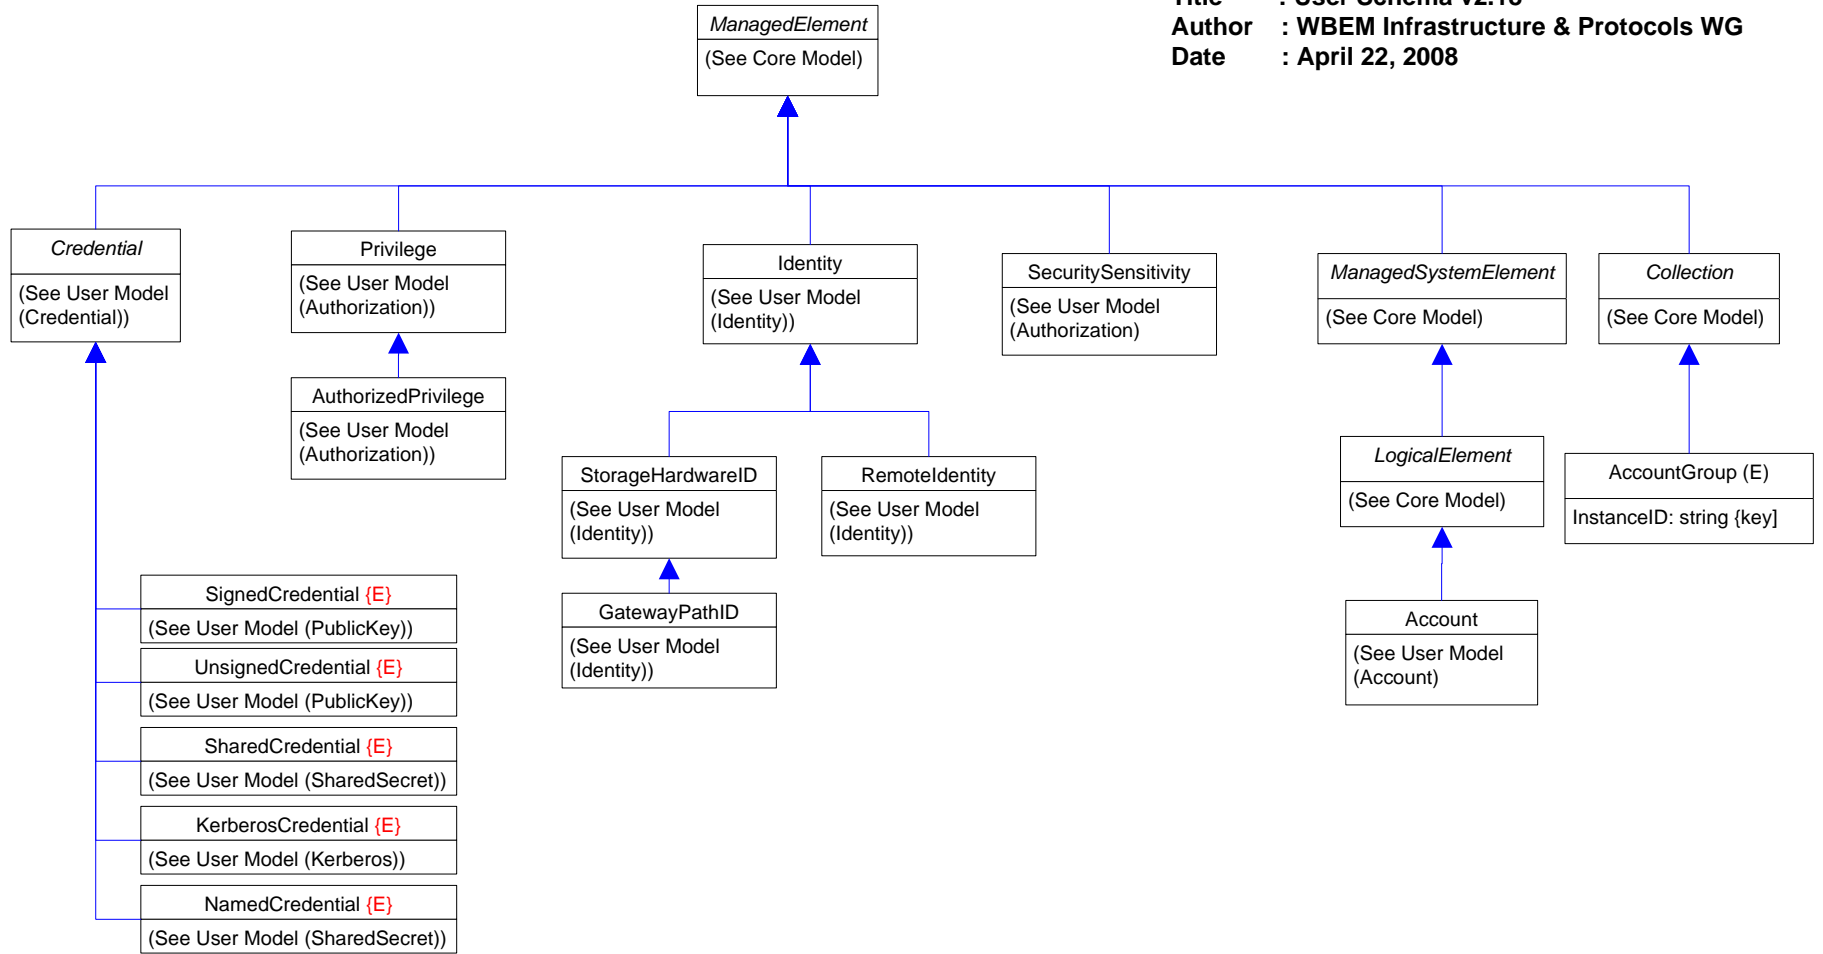 Title : User Schema v2.18
Author : WBEM Infrastructure & Protocols WG
Date : April 22, 2008
ManagedElement
(See Core Model)
Credential
(See User Model
(Credential))
Privilege
(See User Model
(Authorization))
Identity
(See User Model
(Identity))
SecuritySensitivity
(See User Model
(Authorization)
ManagedSystemElement
(See Core Model)
Collection
(See Core Model)
AuthorizedPrivilege
(See User Model
(Authorization))
StorageHardwareID
(See User Model
(Identity))
RemoteIdentity
(See User Model
(Identity))
LogicalElement
(See Core Model)
AccountGroup (E)
InstanceID: string {key]
GatewayPathID
(See User Model
(Identity))
Account
(See User Model
(Account)
SignedCredential {E}
(See User Model (PublicKey))
UnsignedCredential {E}
(See User Model (PublicKey))
SharedCredential {E}
(See User Model (SharedSecret))
KerberosCredential {E}
(See User Model (Kerberos))
NamedCredential {E}
(See User Model (SharedSecret))